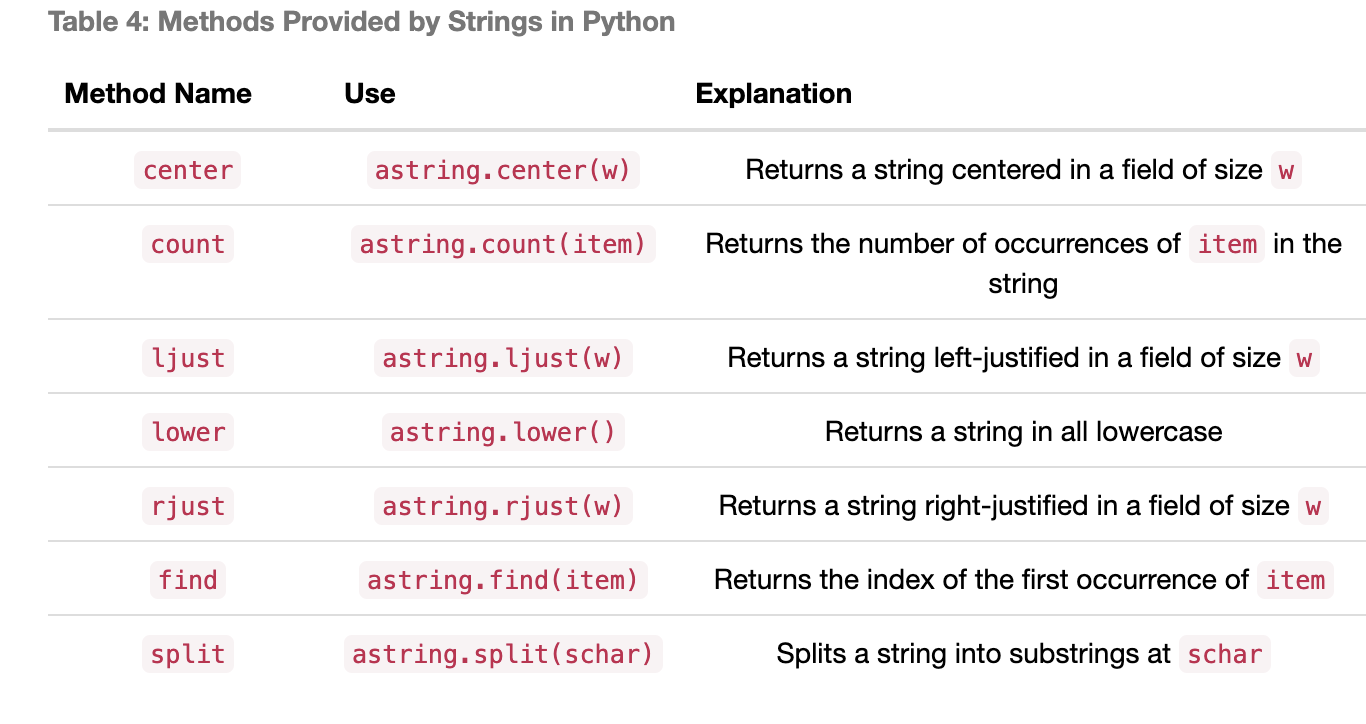 Table 4: Methods Provided by Strings in Python
Method Name Use Explanation
center astring.center(w) Returns a string centered in a field of size w
count astring.count(item) Returns the number of occurrences of item in the
string
ljust astring.ljust(w) Returns a string left-justified in a field of size w
lower astring.lower() Returns a string in all lowercase
rjust astring.rjust(w) Returns a string right-justified in a field of size w
find astring.find(item) Returns the index of the first occurrence of item
split astring.split(schar) Splits a string into substrings at schar